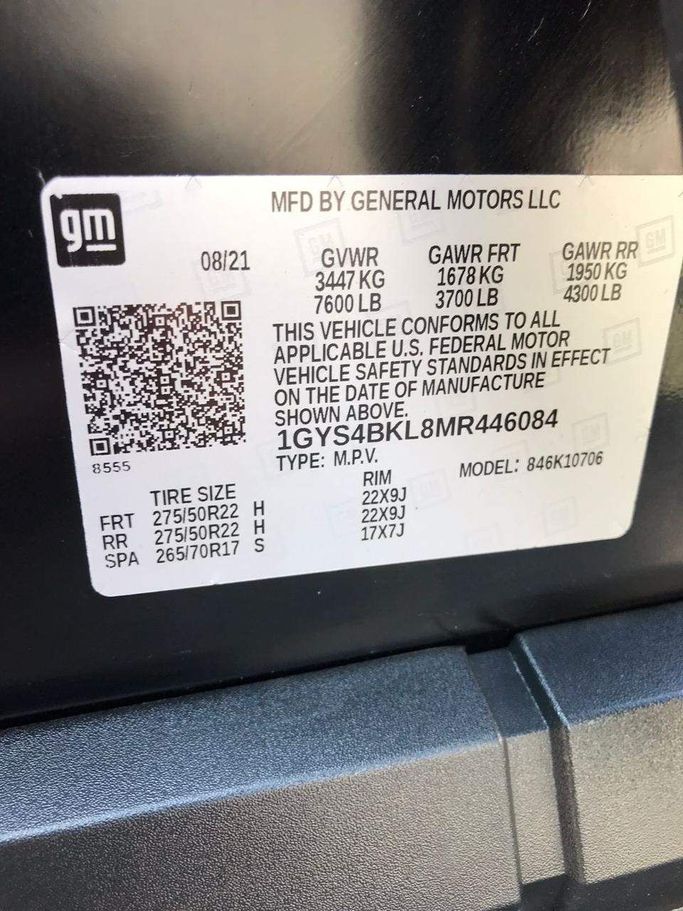 gm
MFD BY GENERAL MOTORS LLC
08/21
GVWR GAWR FRT GAWR RR
3447 KG 1678 KG 1950 KG
7600 LB 3700 LB 4300 LB
THIS VEHICLE CONFORMS TO ALL
APPLICABLE U.S. FEDERAL MOTOR
VEHICLE SAFETY STANDARDS IN EFFECT
ON THE DATE OF MANUFACTURE
SHOWN ABOVE.
1GYS4BKL8MR446084
8555
TYPE: M.P.V. MODEL: 846K10706
TIRE SIZE RIM
FRT 275/50R22 H 22X9J
RR 275/50R22 H 22X9J
SPA 265/70R17 S 17X7J